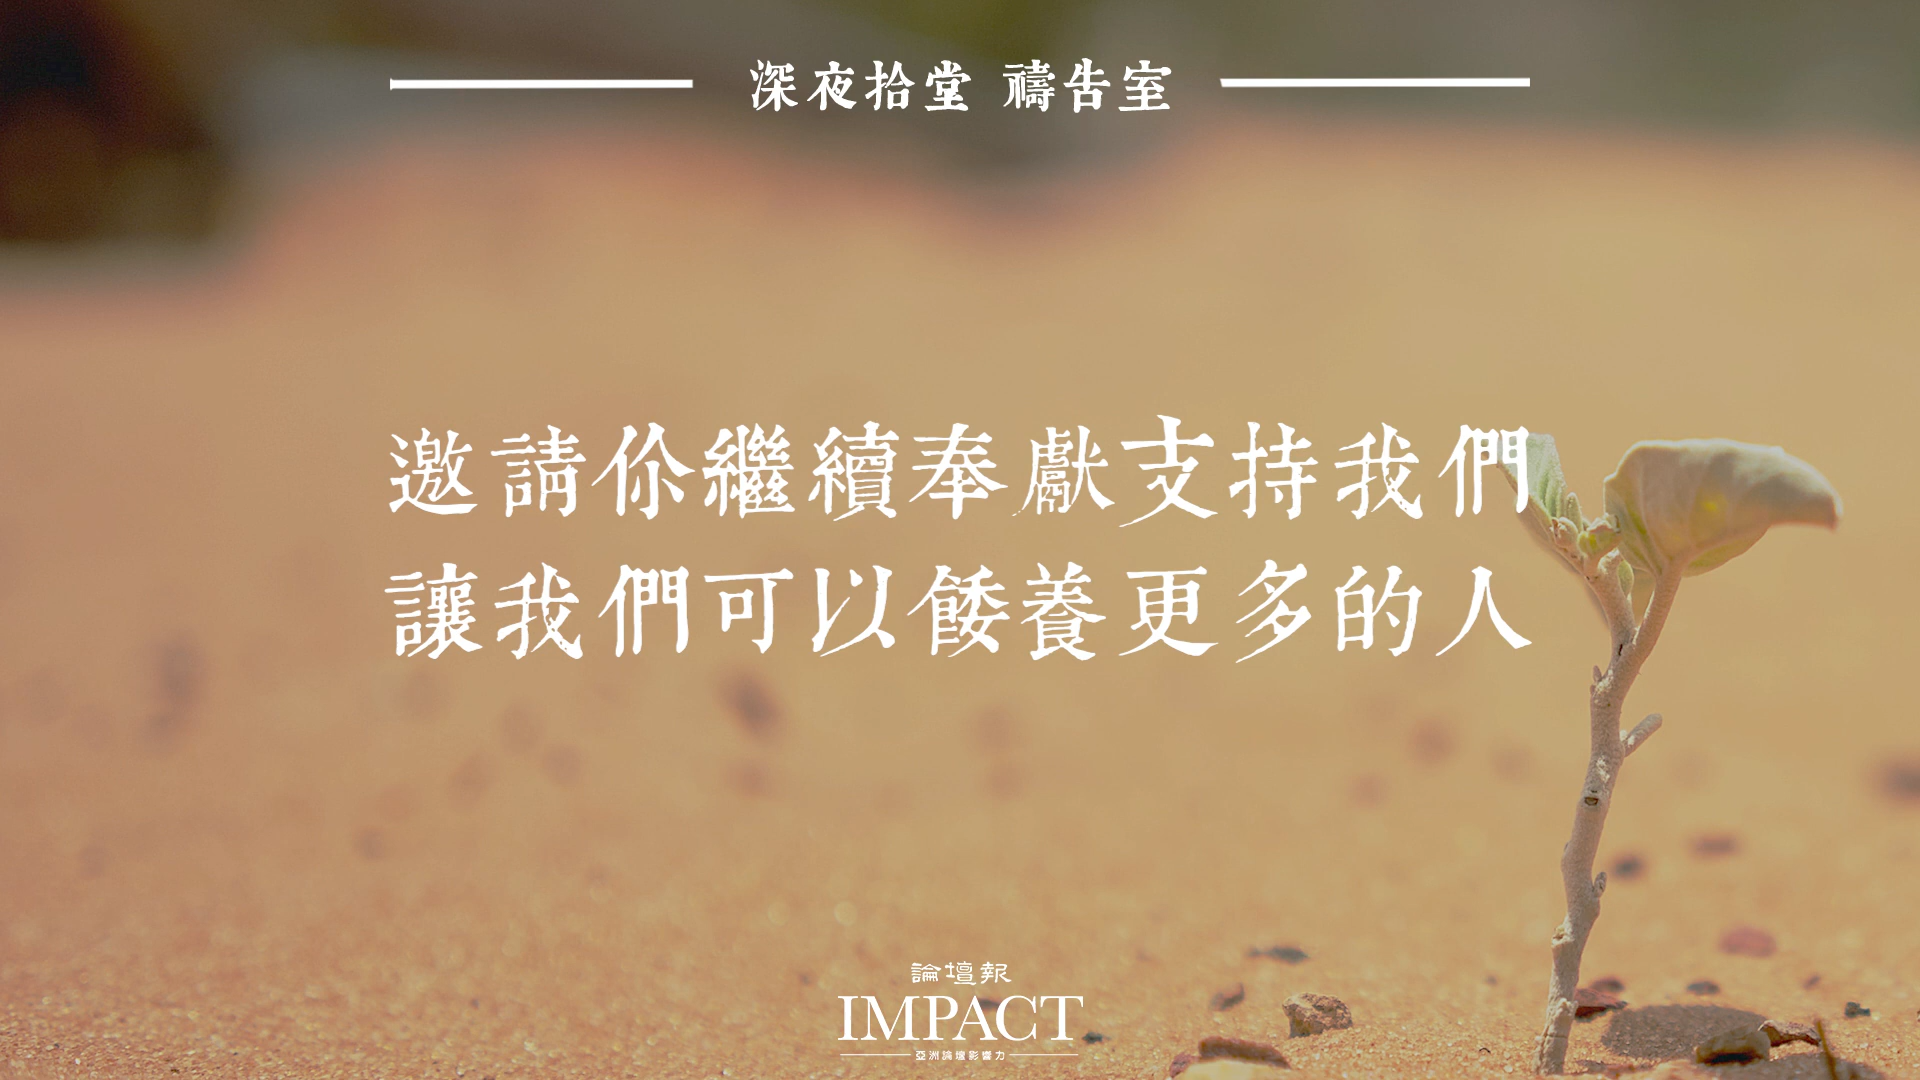 深夜拾堂 禱告室
邀請你繼續奉獻支持我們
讓我們可以餧養更多的人
論壇報
IMPACT
亞洲論壇影響力